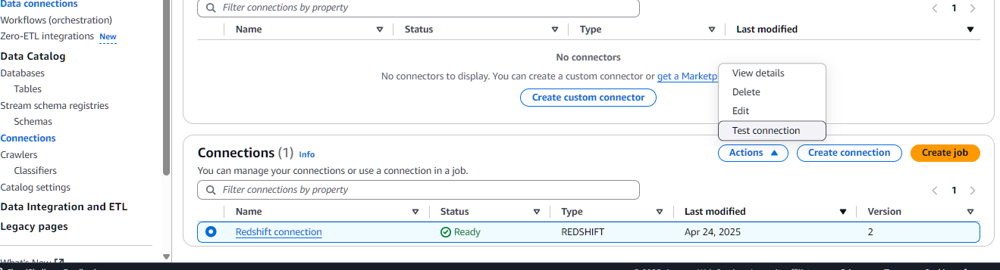 Data connections
Workflows (orchestration)
Zero-ETL integrations New
Data Catalog
Databases
Tables
Stream schema registries
Schemas
Connections
Crawlers
Classifiers
Catalog settings
Data Integration and ETL
Legacy pages
What's New
Filter connections by property
1
Name Status Type Last modified
No connectors
No connectors to display. You can create a custom connector or get a
Create custom connector
View details
Delete
Edit
Test connection
Connections (1) Info
Actions Create connection Create job
You can manage your connections or use a connection in a job.
Filter connections by property
1
Name Status Type Last modified Version
Redshift connection Ready REDSHIFT Apr 24, 2025 2